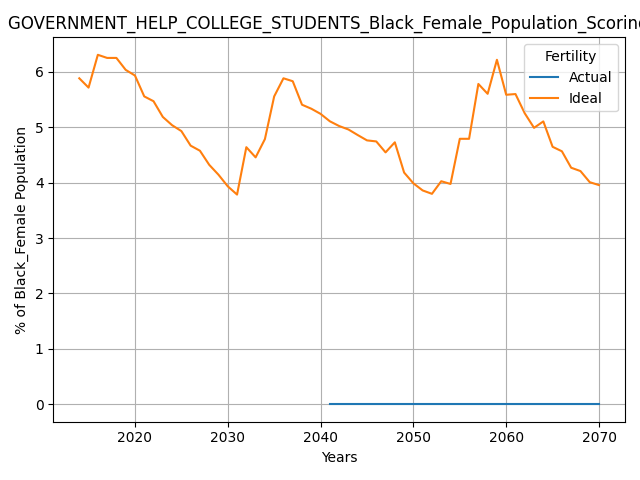 GOVERNMENT_HELP_COLLEGE_STUDENTS_Black_Female_Population_Scorin
Fertility
Actual
Ideal
% of Black_Female Population
6
5
4
3
2
1
0
2020 2030 2040 2050 2060 2070
Years